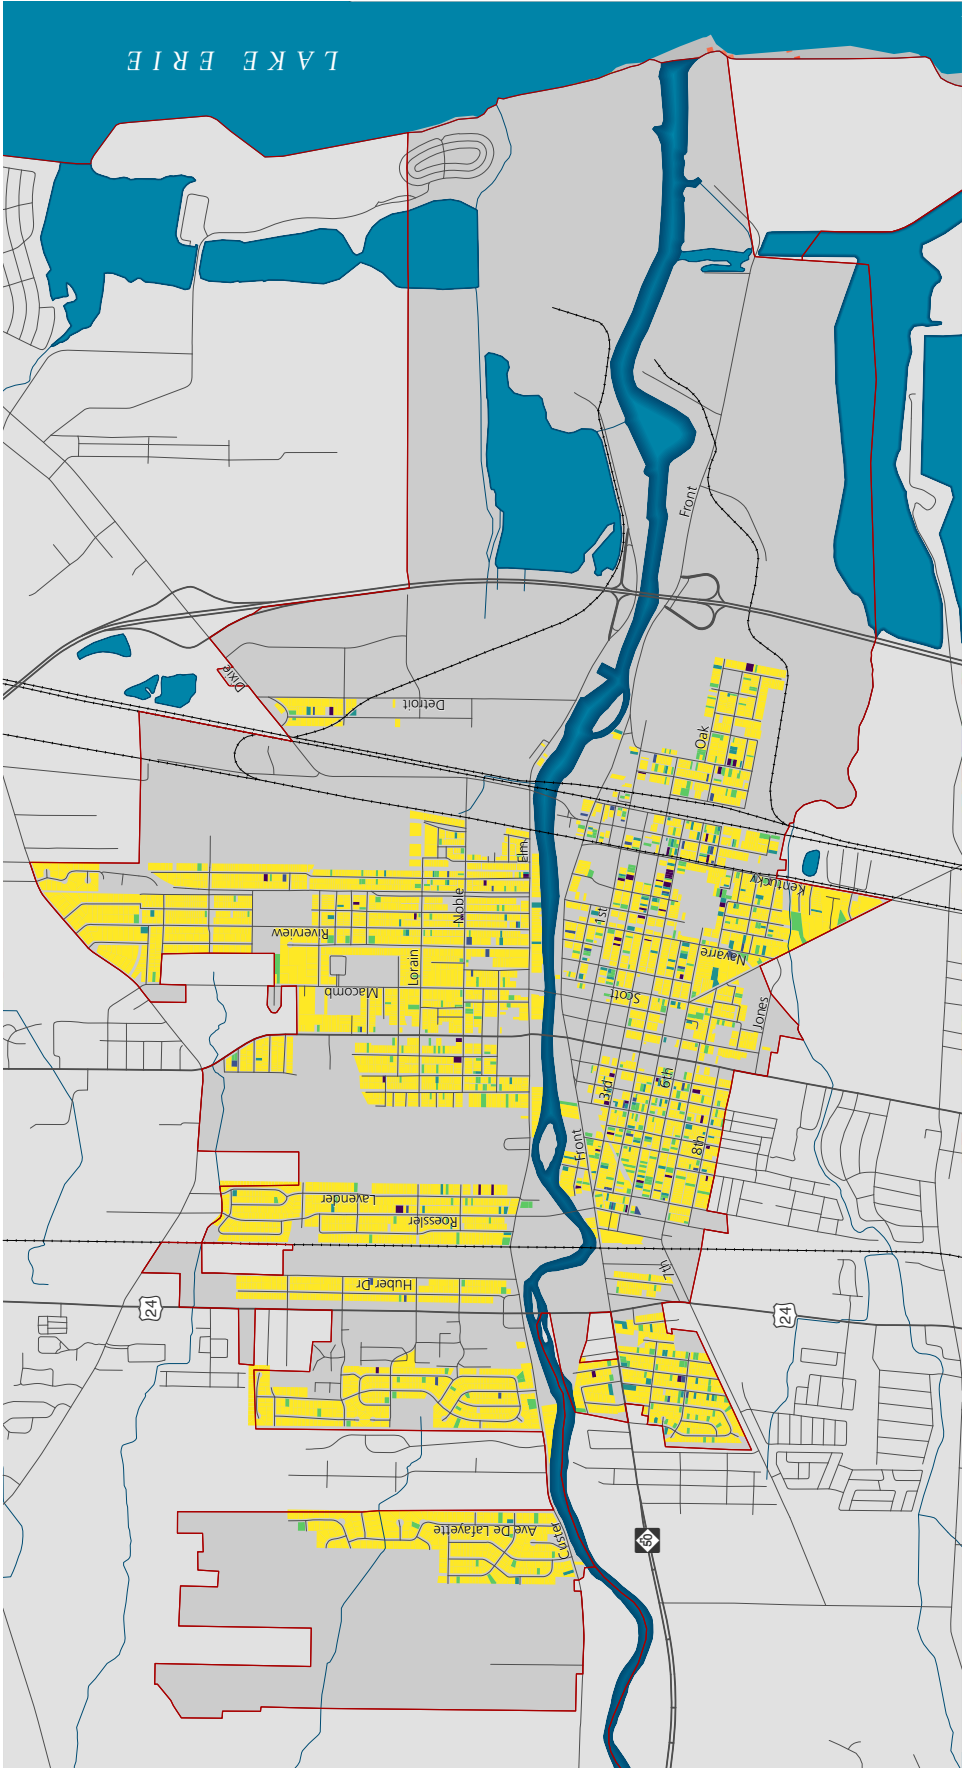 LAKE ERIE
Front
Dixie
Detroit
Oak
Elm
Kentucky
Noble
1st
Riverview
Navarre
Lorain
Macomb
Scott
Jones
3rd
6th
Front
8th
Lavender
Roessler
7th
Huber Dr
24
24
Ave De Lafayette
Custer
50